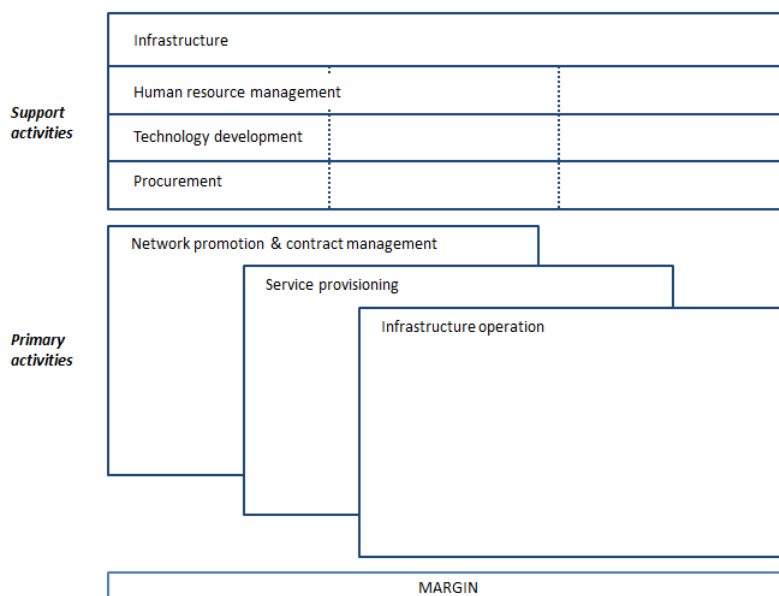 Infrastructure
Human resource management
Support
activities
Technology development
Procurement
Network promotion & contract management
Service provisioning
Infrastructure operation
Primary
activities
MARGIN